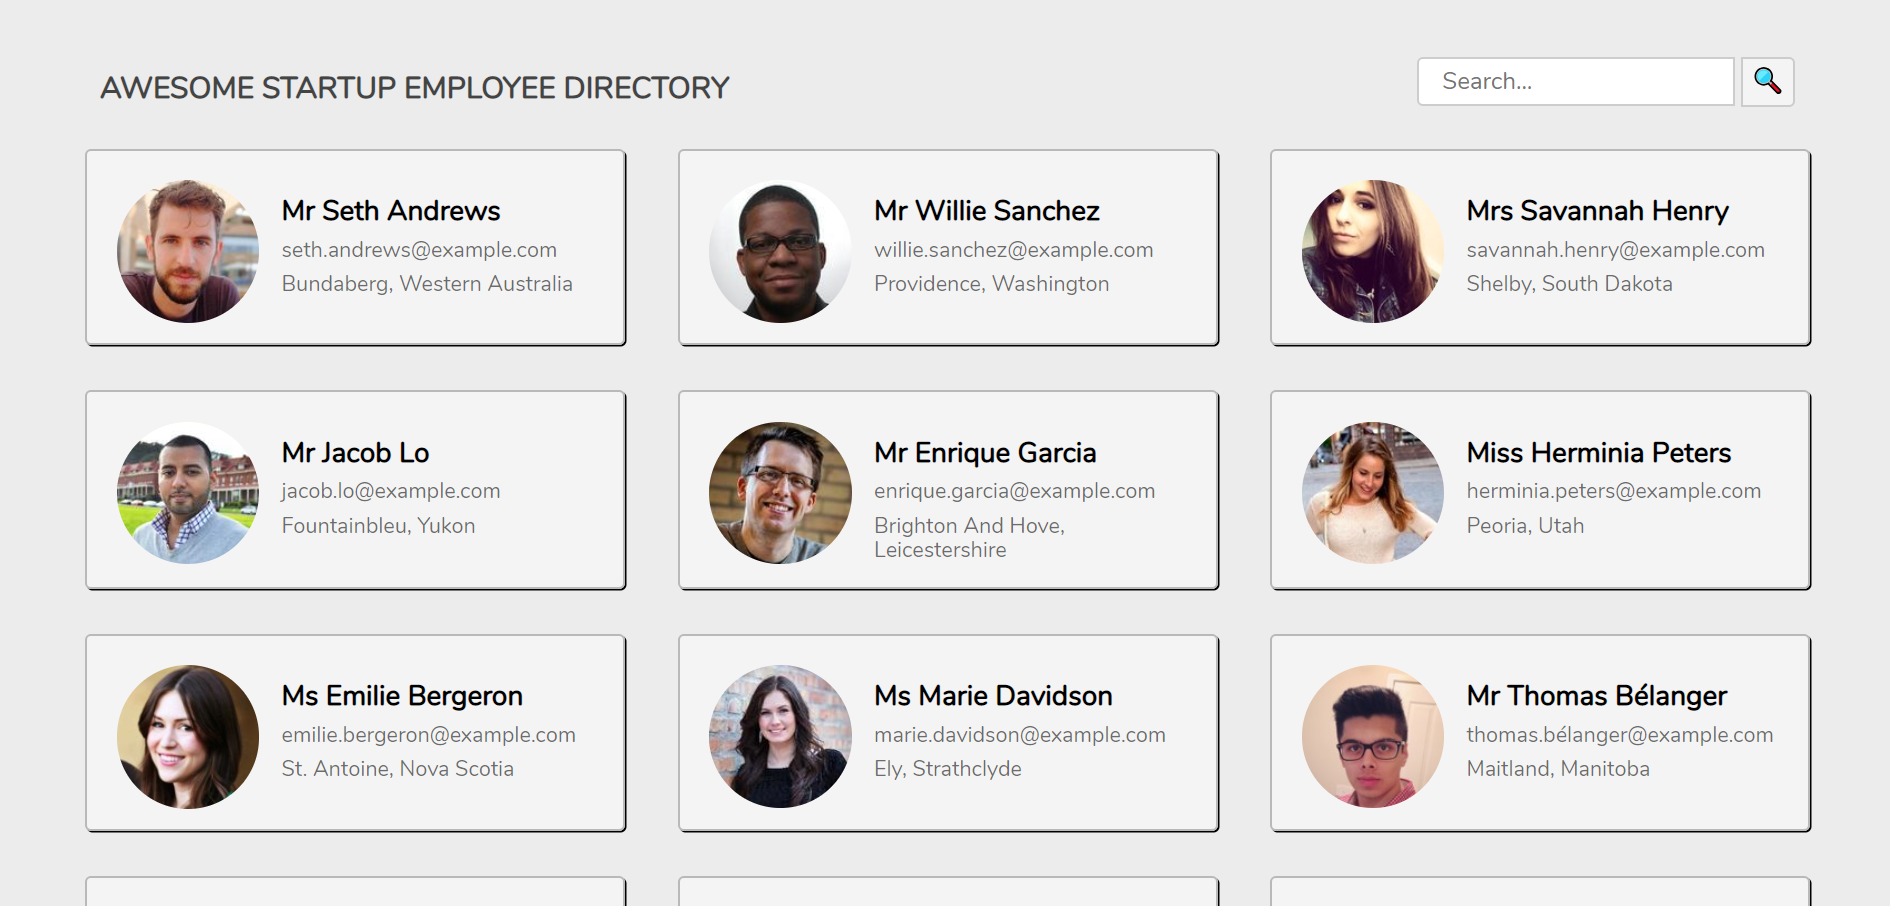 AWESOME STARTUP EMPLOYEE DIRECTORY
Search...
Mr Seth Andrews
seth.andrews@example.com
Bundaberg, Western Australia
Mr Willie Sanchez
willie.sanchez@example.com
Providence, Washington
Mrs Savannah Henry
savannah.henry@example.com
Shelby, South Dakota
Mr Jacob Lo
jacob.lo@example.com
Fountainbleu, Yukon
Mr Enrique Garcia
enrique.garcia@example.com
Brighton And Hove,
Leicestershire
Miss Herminia Peters
herminia.peters@example.com
Peoria, Utah
Ms Emilie Bergeron
emilie.bergeron@example.com
St. Antoine, Nova Scotia
Ms Marie Davidson
marie.davidson@example.com
Ely, Strathclyde
Mr Thomas Bélanger
thomas.bélanger@example.com
Maitland, Manitoba